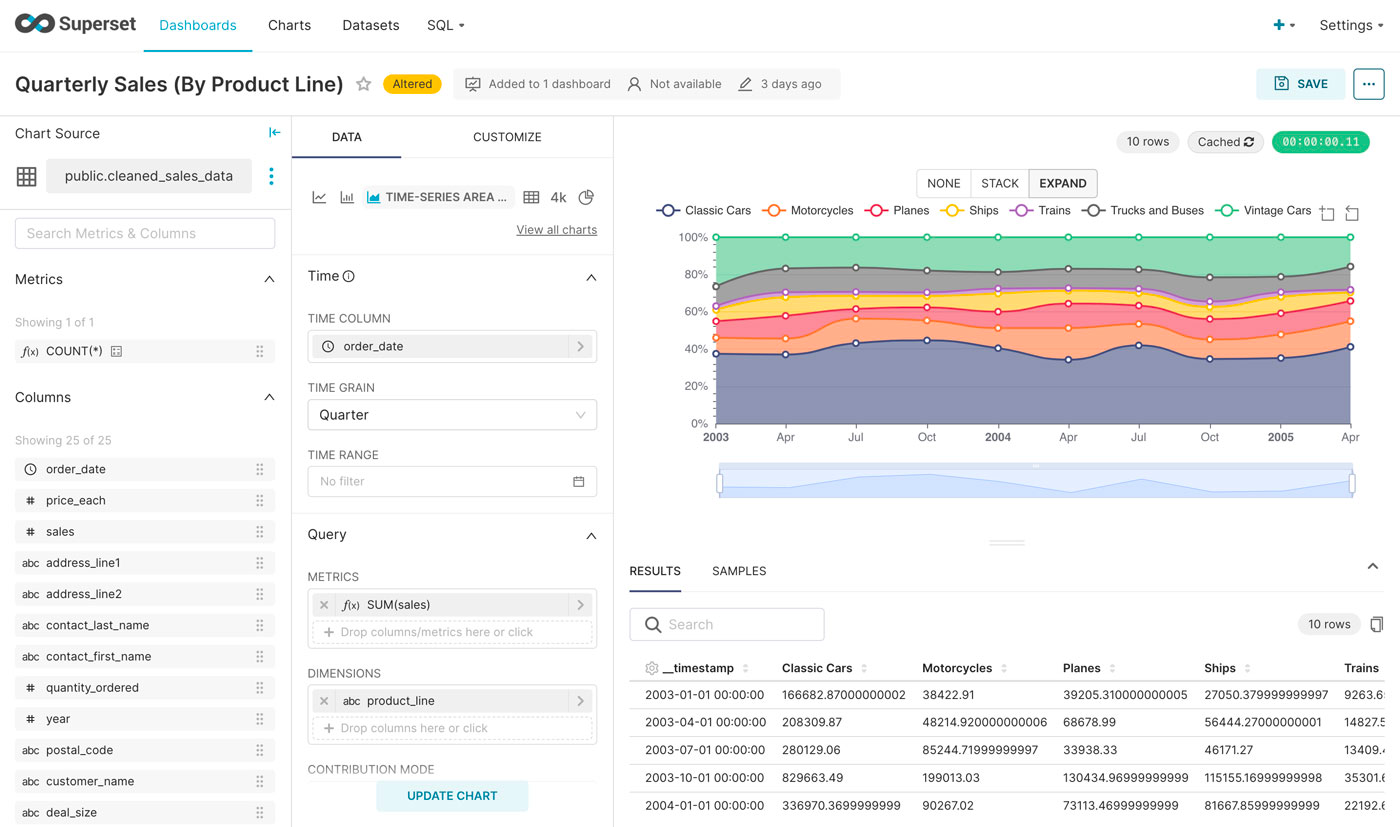 Superset Dashboards Charts Datasets SQL Settings
Quarterly Sales (By Product Line) Altered Added to 1 dashboard Not available 3 days ago SAVE
Chart Source
public.cleaned_sales_data
Search Metrics & Columns
Metrics
Showing 1 of 1
f(x) COUNT(*)
Columns
Showing 25 of 25
order_date
# price_each
# sales
abc address_line1
abc address_line2
abc contact_last_name
abc contact_first_name
# quantity_ordered
# year
abc postal_code
abc customer_name
abc deal_size
DATA CUSTOMIZE
TIME-SERIES AREA ... 4k
View all charts
Time
TIME COLUMN
order_date
TIME GRAIN
Quarter
TIME RANGE
No filter
Query
METRICS
f(x) SUM(sales)
Drop columns/metrics here or click
DIMENSIONS
abc product_line
Drop columns here or click
CONTRIBUTION MODE
UPDATE CHART
10 rows Cached 00:00:00.11
NONE STACK EXPAND
Classic Cars Motorcycles Planes Ships Trains Trucks and Buses Vintage Cars
100%
80%
60%
40%
20%
0%
2003 Apr Jul Oct 2004 Apr Jul Oct 2005 Apr
RESULTS SAMPLES
Search 10 rows
__timestamp Classic Cars Motorcycles Planes Ships Trains
2003-01-01 00:00:00 166682.87000000002 38422.91 39205.310000000005 27050.379999999997 9263.6
2003-04-01 00:00:00 208309.87 48214.920000000006 68678.99 56444.27000000001 14827.5
2003-07-01 00:00:00 280129.06 85244.71999999997 33938.33 46171.27 13409.
2003-10-01 00:00:00 829663.49 199013.03 130434.96999999999 115155.16999999998 35301.6
2004-01-01 00:00:00 336970.3699999999 90267.02 73113.46999999999 81667.85999999999 22192.6